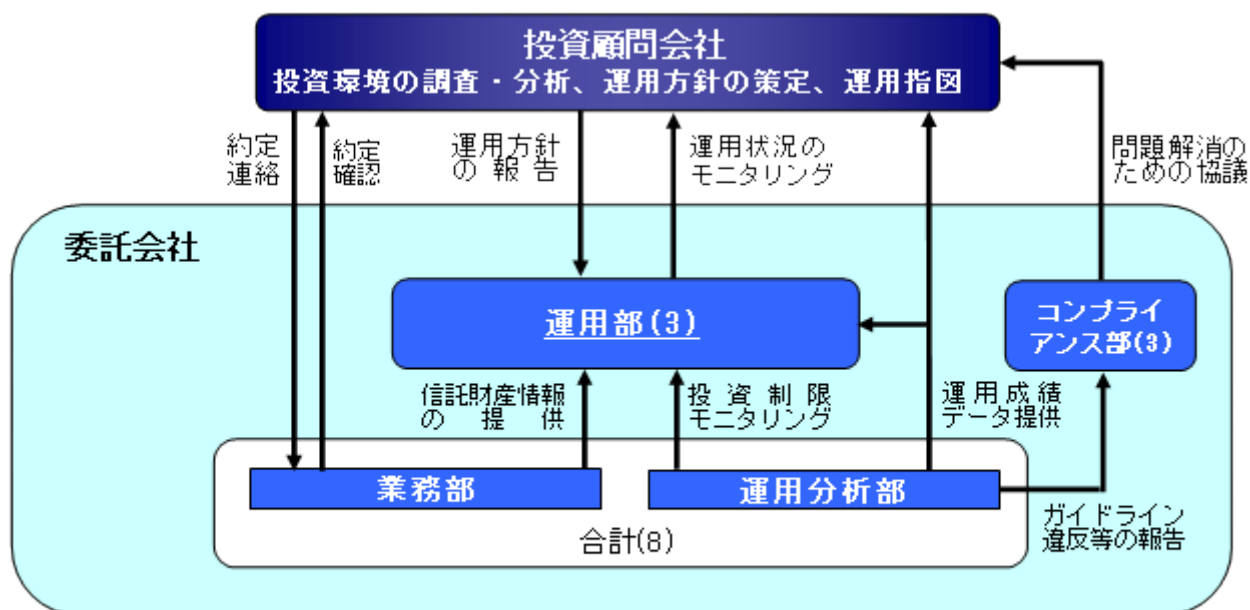 投資顧問会社
投資環境の調査・分析、運用方針の策定、運用指図
約定
連絡
約定
確認
運用方針
の報告
運用状況の
モニタリング
問題解消の
ための協議
委託会社
運用部(3)
コンプライ
アンス部(3)
信託財産情報
の提供
投資制限
モニタリング
運用成績
データ提供
業務部
運用分析部
合計(8)
ガイドライン
違反等の報告